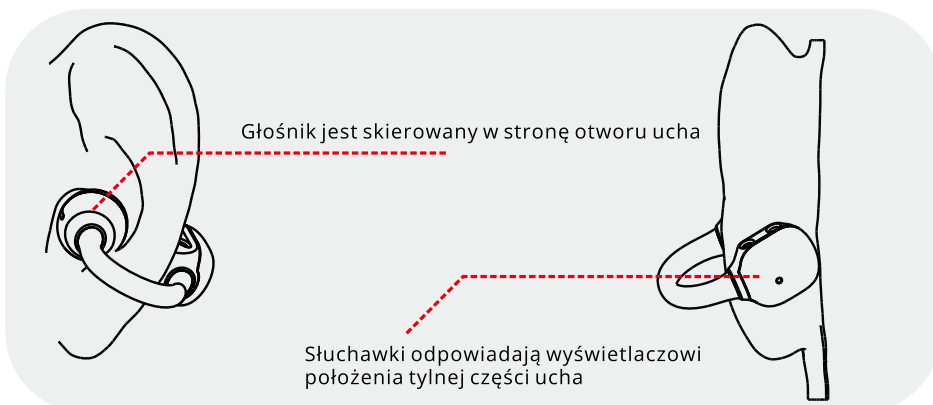 Głośnik jest skierowany w stronę otworu ucha
Słuchawki odpowiadają wyświetlaczowi
położenia tylnej części ucha